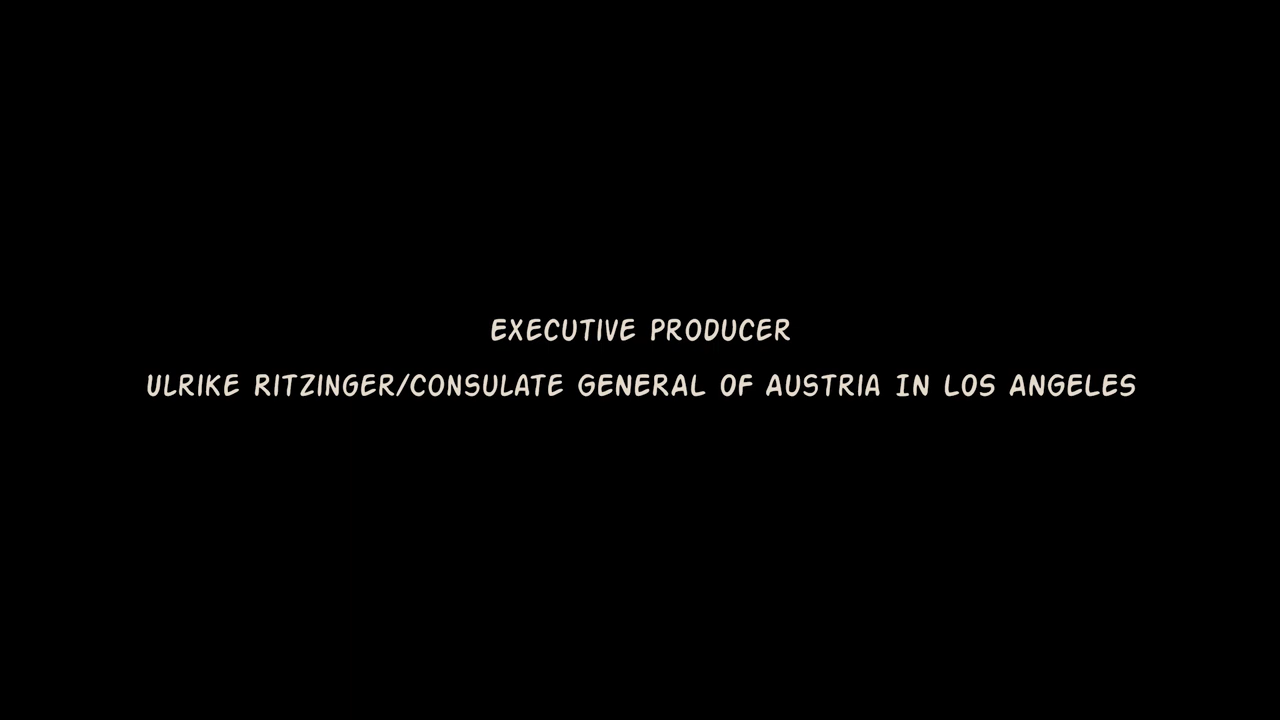 EXECUTIVE PRODUCER
ULRIKE RITZINGER/CONSULATE GENERAL OF AUSTRIA IN LOS ANGELES